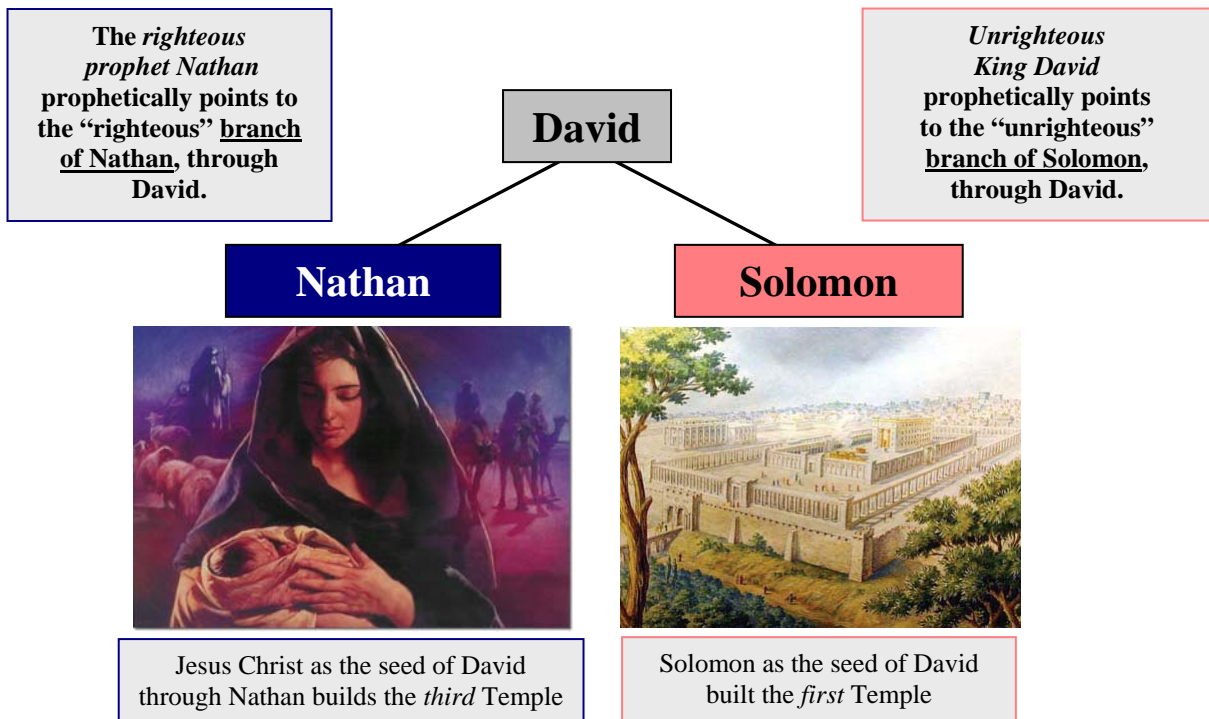 The righteous
prophet Nathan
prophetically points to
the “righteous” branch
of Nathan, through
David.
Unrighteous
King David
prophetically points
to the “unrighteous”
branch of Solomon,
through David.
David
Nathan
Solomon
Jesus Christ as the seed of David
through Nathan builds the third Temple
Solomon as the seed of David
built the first Temple